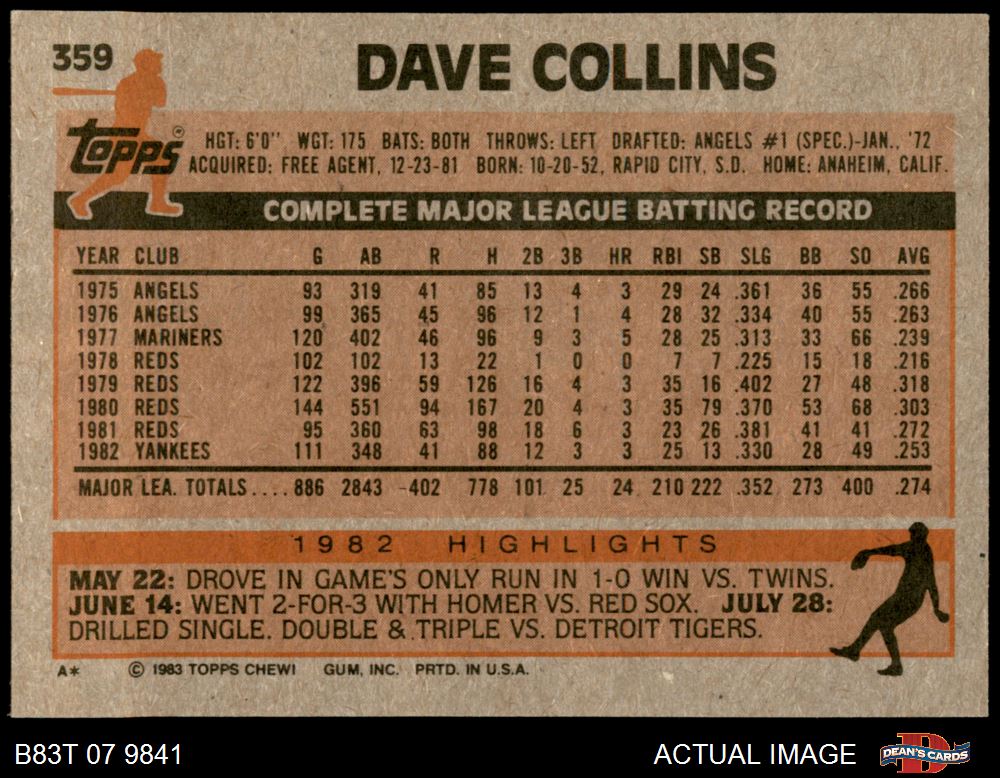 359
DAVE COLLINS
Topps ®
HGT: 6'0" WGT: 175 BATS: BOTH THROWS: LEFT DRAFTED: ANGELS #1 (SPEC.)-JAN., '72
ACQUIRED: FREE AGENT, 12-23-81 BORN: 10-20-52, RAPID CITY, S.D. HOME: ANAHEIM, CALIF.
COMPLETE MAJOR LEAGUE BATTING RECORD
YEAR CLUB G AB R H 2B 3B HR RBI SB SLG BB SO AVG
1975 ANGELS 93 319 41 85 13 4 3 29 24 .361 36 55 .266
1976 ANGELS 99 365 45 96 12 1 4 28 32 .334 40 55 .263
1977 MARINERS 120 402 46 96 9 3 5 28 25 .313 33 66 .239
1978 REDS 102 102 13 22 1 0 0 7 7 .225 15 18 .216
1979 REDS 122 396 59 126 16 4 3 35 16 .402 27 48 .318
1980 REDS 144 551 94 167 20 4 3 35 79 .370 53 68 .303
1981 REDS 95 360 63 98 18 6 3 23 26 .381 41 41 .272
1982 YANKEES 111 348 41 88 12 3 3 25 13 .330 28 49 .253
MAJOR LEA. TOTALS.... 886 2843 402 778 101 25 24 210 222 .352 273 400 .274
1982 HIGHLIGHTS
MAY 22: DROVE IN GAME'S ONLY RUN IN 1-0 WIN VS. TWINS.
JUNE 14: WENT 2-FOR-3 WITH HOMER VS. RED SOX. JULY 28:
DRILLED SINGLE. DOUBLE & TRIPLE VS. DETROIT TIGERS.
A* © 1983 TOPPS CHEWI GUM, INC. PRTD. IN U.S.A.
B83T 07 9841
ACTUAL IMAGE
DEAN'S CARDS